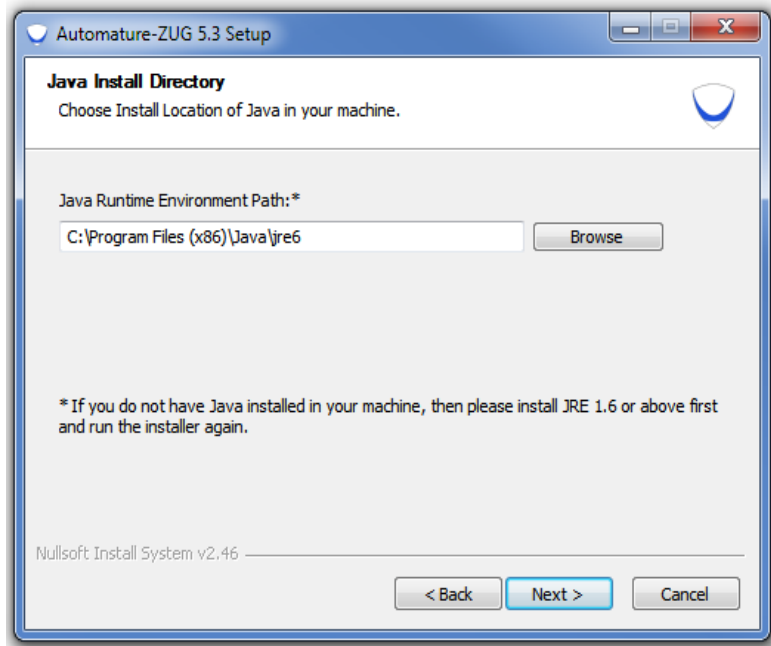 Automature-ZUG 5.3 Setup
Java Install Directory
Choose Install Location of Java in your machine.
Java Runtime Environment Path:*
C:\Program Files (x86)\Java\jre6
Browse
* If you do not have Java installed in your machine, then please install JRE 1.6 or above first
and run the installer again.
Nullsoft Install System v2.46
< Back
Next >
Cancel